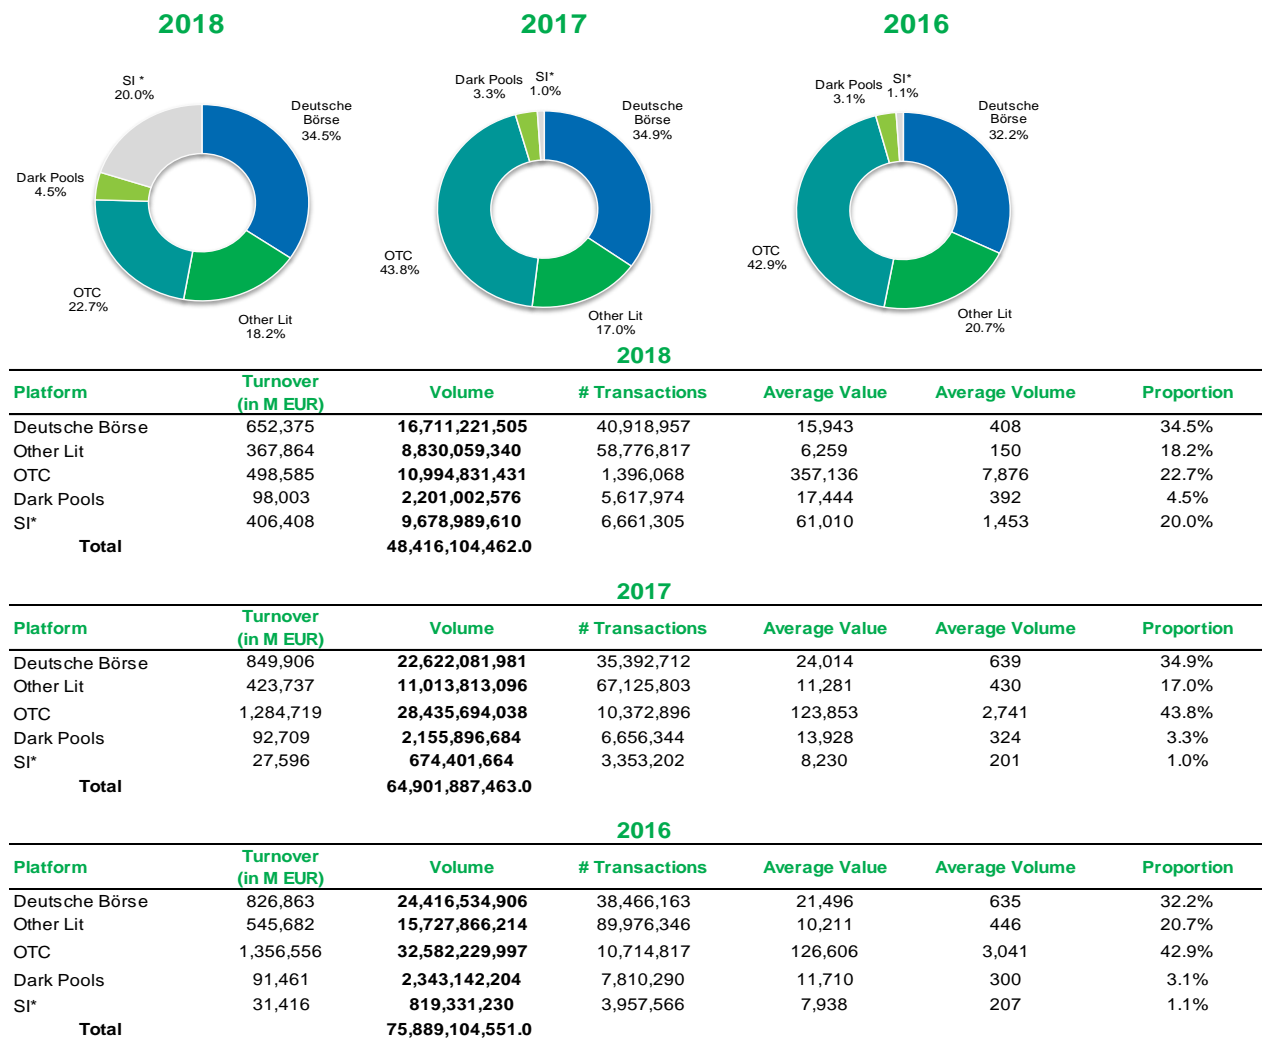 2018
2017
2016
SI *
20.0%
Deutsche
Börse
34.5%
Dark Pools
4.5%
OTC
22.7%
Other Lit
18.2%
Dark Pools
3.3%
SI*
1.0%
Deutsche
Börse
34.9%
OTC
43.8%
Other Lit
17.0%
Dark Pools
3.1%
SI*
1.1%
Deutsche
Börse
32.2%
OTC
42.9%
Other Lit
20.7%
2018
Platform Turnover (in M EUR) Volume # Transactions Average Value Average Volume Proportion
Deutsche Börse 652,375 16,711,221,505 40,918,957 15,943 408 34.5%
Other Lit 367,864 8,830,059,340 58,776,817 6,259 150 18.2%
OTC 498,585 10,994,831,431 1,396,068 357,136 7,876 22.7%
Dark Pools 98,003 2,201,002,576 5,617,974 17,444 392 4.5%
SI* 406,408 9,678,989,610 6,661,305 61,010 1,453 20.0%
Total 48,416,104,462.0
2017
Platform Turnover (in M EUR) Volume # Transactions Average Value Average Volume Proportion
Deutsche Börse 849,906 22,622,081,981 35,392,712 24,014 639 34.9%
Other Lit 423,737 11,013,813,096 67,125,803 11,281 430 17.0%
OTC 1,284,719 28,435,694,038 10,372,896 123,853 2,741 43.8%
Dark Pools 92,709 2,155,896,684 6,656,344 13,928 324 3.3%
SI* 27,596 674,401,664 3,353,202 8,230 201 1.0%
Total 64,901,887,463.0
2016
Platform Turnover (in M EUR) Volume # Transactions Average Value Average Volume Proportion
Deutsche Börse 826,863 24,416,534,906 38,466,163 21,496 635 32.2%
Other Lit 545,682 15,727,866,214 89,976,346 10,211 446 20.7%
OTC 1,356,556 32,582,229,997 10,714,817 126,606 3,041 42.9%
Dark Pools 91,461 2,343,142,204 7,810,290 11,710 300 3.1%
SI* 31,416 819,331,230 3,957,566 7,938 207 1.1%
Total 75,889,104,551.0